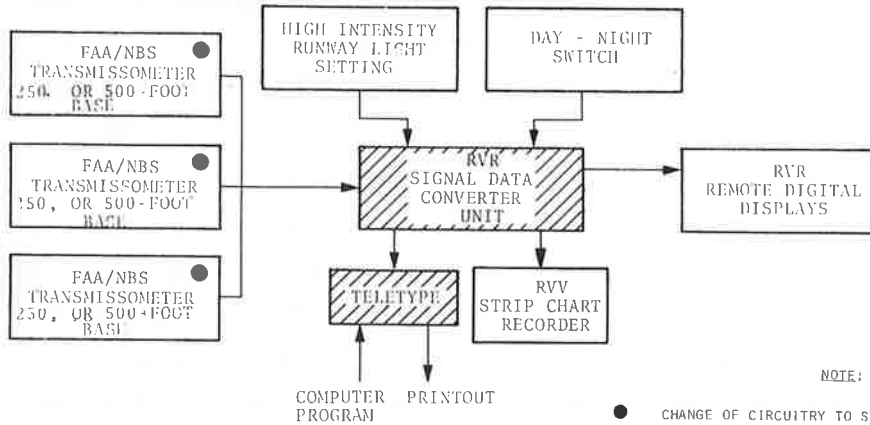 FAA/NBS
TRANSMISSOMETER
250, OR 500-FOOT
BASE
FAA/NBS
TRANSMISSOMETER
250, OR 500-FOOT
BASE
FAA/NBS
TRANSMISSOMETER
250, OR 500-FOOT
BASE
HIGH INTENSITY
RUNWAY LIGHT
SETTING
DAY - NIGHT
SWITCH
RVR
SIGNAL DATA
CONVERTER
UNIT
RVR
REMOTE DIGITAL
DISPLAYS
TELETYPE
RVV
STRIP CHART
RECORDER
COMPUTER
PROGRAM
PRINTOUT
NOTE:
CHANGE OF CIRCUITRY TO S